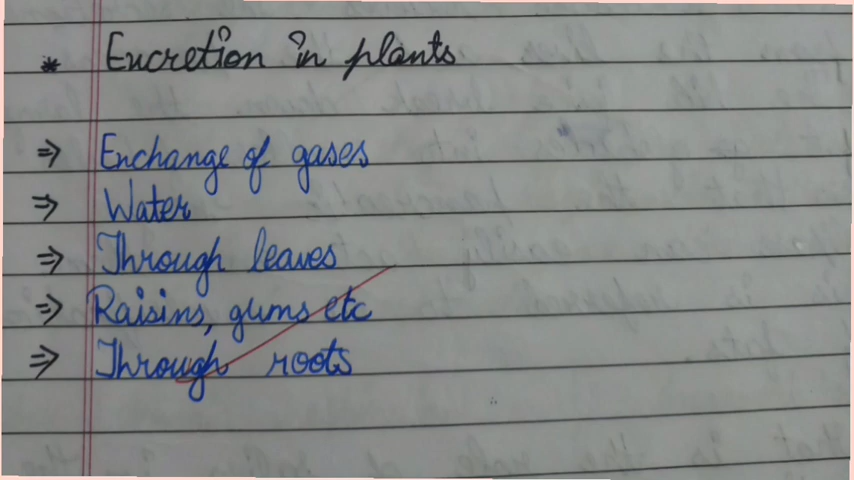 * Excretion in plants
⇒ Exchange of gases
⇒ Water
⇒ Through leaves
⇒ Raisins, gums etc
⇒ Through roots